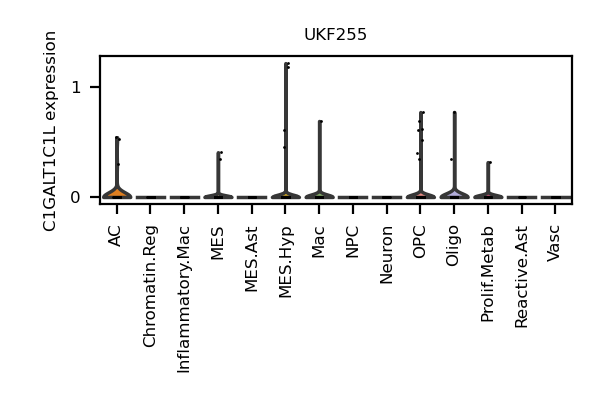 UKF255
C1GALT1C1L expression
1
0
AC
Chromatin.Reg
Inflammatory.Mac
MES
MES.Ast
MES.Hyp
Mac
NPC
Neuron
OPC
Oligo
Prolif.Metab
Reactive.Ast
Vasc